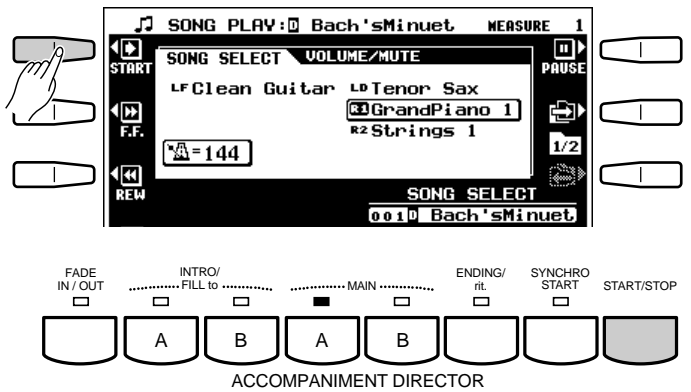 SONG PLAY:D Bach'sMinuet MEASURE 1
START SONG SELECT VOLUME/MUTE PAUSE
LF Clean Guitar LD Tenor Sax
R1 GrandPiano 1
F.F. R2 Strings 1
=144 1/2
REW SONG SELECT
001D Bach'sMinuet
FADE IN / OUT
INTRO/ FILL to
MAIN
ENDING/ rit.
SYNCHRO START
START/STOP
A B A B
ACCOMPANIMENT DIRECTOR